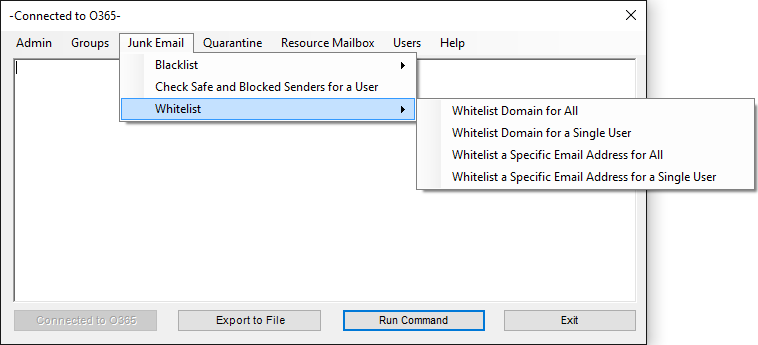 -Connected to O365-
Admin Groups Junk Email Quarantine Resource Mailbox Users Help
Blacklist
Check Safe and Blocked Senders for a User
Whitelist
Whitelist Domain for All
Whitelist Domain for a Single User
Whitelist a Specific Email Address for All
Whitelist a Specific Email Address for a Single User
Connected to O365 Export to File Run Command Exit